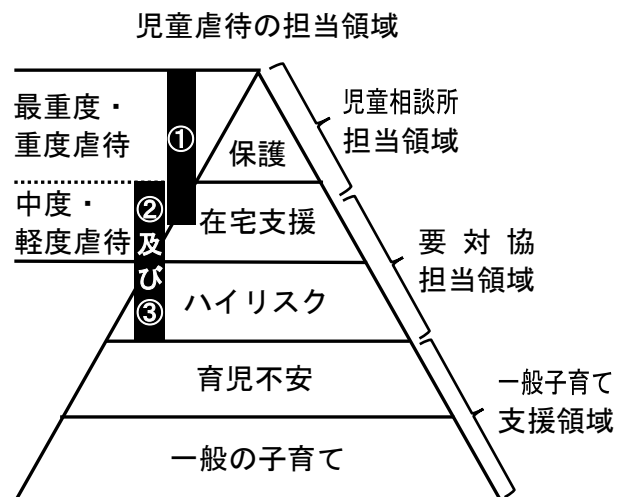 児童虐待の担当領域
最重度・
重度虐待
①
保護
児童相談所
担当領域
中度・
軽度虐待
②及び③
在宅支援
要対協
担当領域
ハイリスク
育児不安
一般子育て
支援領域
一般の子育て